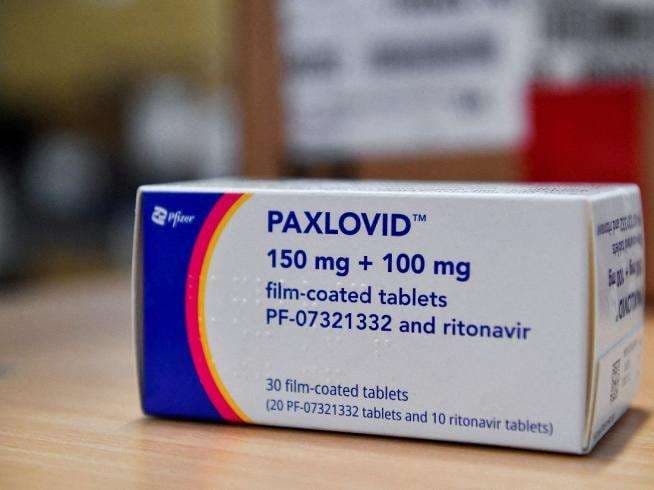 Pfizer
PAXLOVID™
150 mg + 100 mg
film-coated tablets
PF-07321332 and ritonavir
30 film-coated tablets
(20 PF-07321332 tablets and 10 ritonavir tablets)